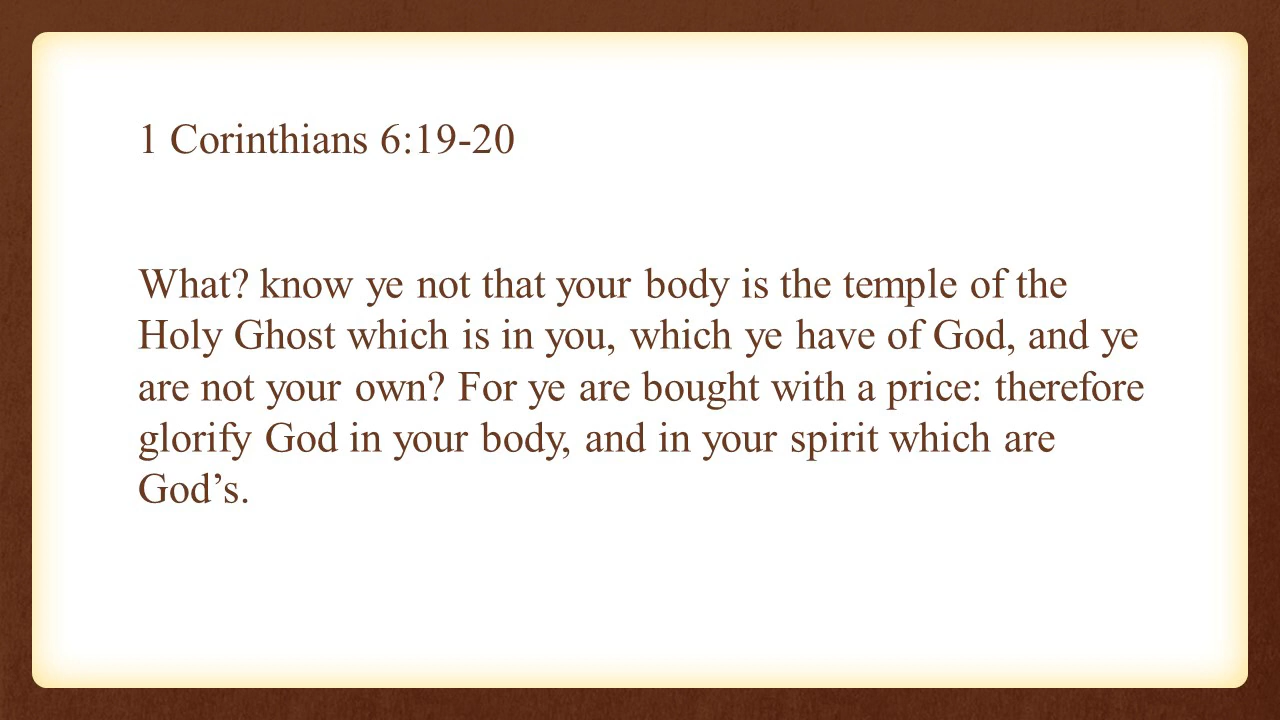 1 Corinthians 6:19-20
What? know ye not that your body is the temple of the
Holy Ghost which is in you, which ye have of God, and ye
are not your own? For ye are bought with a price: therefore
glorify God in your body, and in your spirit which are
God’s.